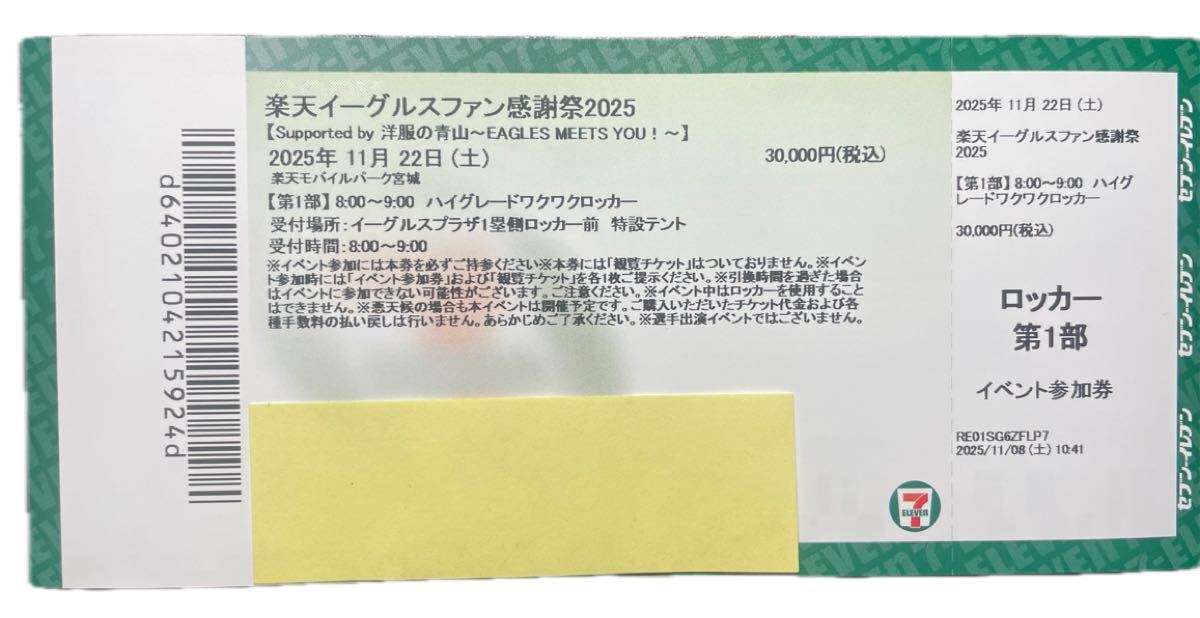 d6402104215924d
楽天イーグルスファン感謝祭2025
【Supported by 洋服の青山～EAGLES MEETS YOU！～】
2025年 11月 22日（土）
30,000円(税込)
楽天モバイルパーク宮城
【第1部】8:00～9:00 ハイグレードワクワクロッカー
受付場所：イーグルスプラザ1塁側ロッカー前 特設テント
受付時間：8:00～9:00
※イベント参加には本券を必ずご持参ください※本券には「観覧チケット」はついておりません。※イベン
ト参加時には「イベント参加券」および「観覧チケット」を各1枚ご提示ください。※引換時間を過ぎた場合
はイベントに参加できない可能性がございます。ご注意ください。※イベント中はロッカーを使用すること
はできません。※悪天候の場合も本イベントは開催予定です。ご購入いただいたチケット代金および各
種手数料の払い戻しは行いません。あらかじめご了承ください。※選手出演イベントではございません。
7
ELEVEN
2025年 11月 22日（土）
楽天イーグルスファン感謝祭
2025
【第1部】8:00～9:00 ハイグ
レードワクワクロッカー
30,000円(税込)
ロッカー
第1部
イベント参加券
RE01SG6ZFLP7
2025/11/08（土）10:41
セブン-イレブン
セブン-イレブン
セブン-イレブン
7-ELEVEN